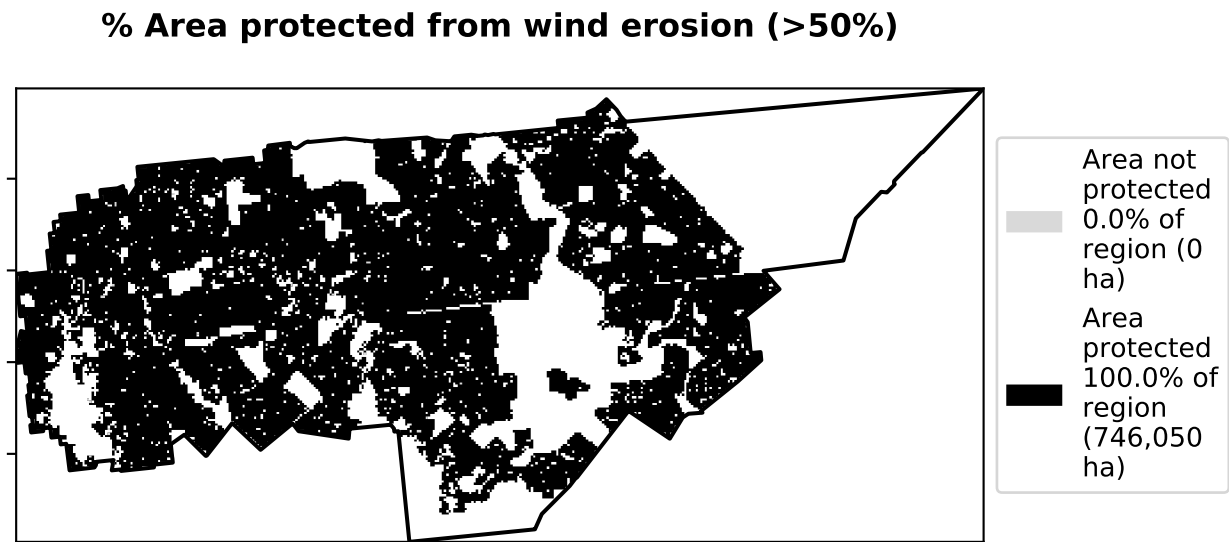 % Area protected from wind erosion (>50%)
Area not
protected
0.0% of
region (0
ha)
Area
protected
100.0% of
region
(746,050
ha)